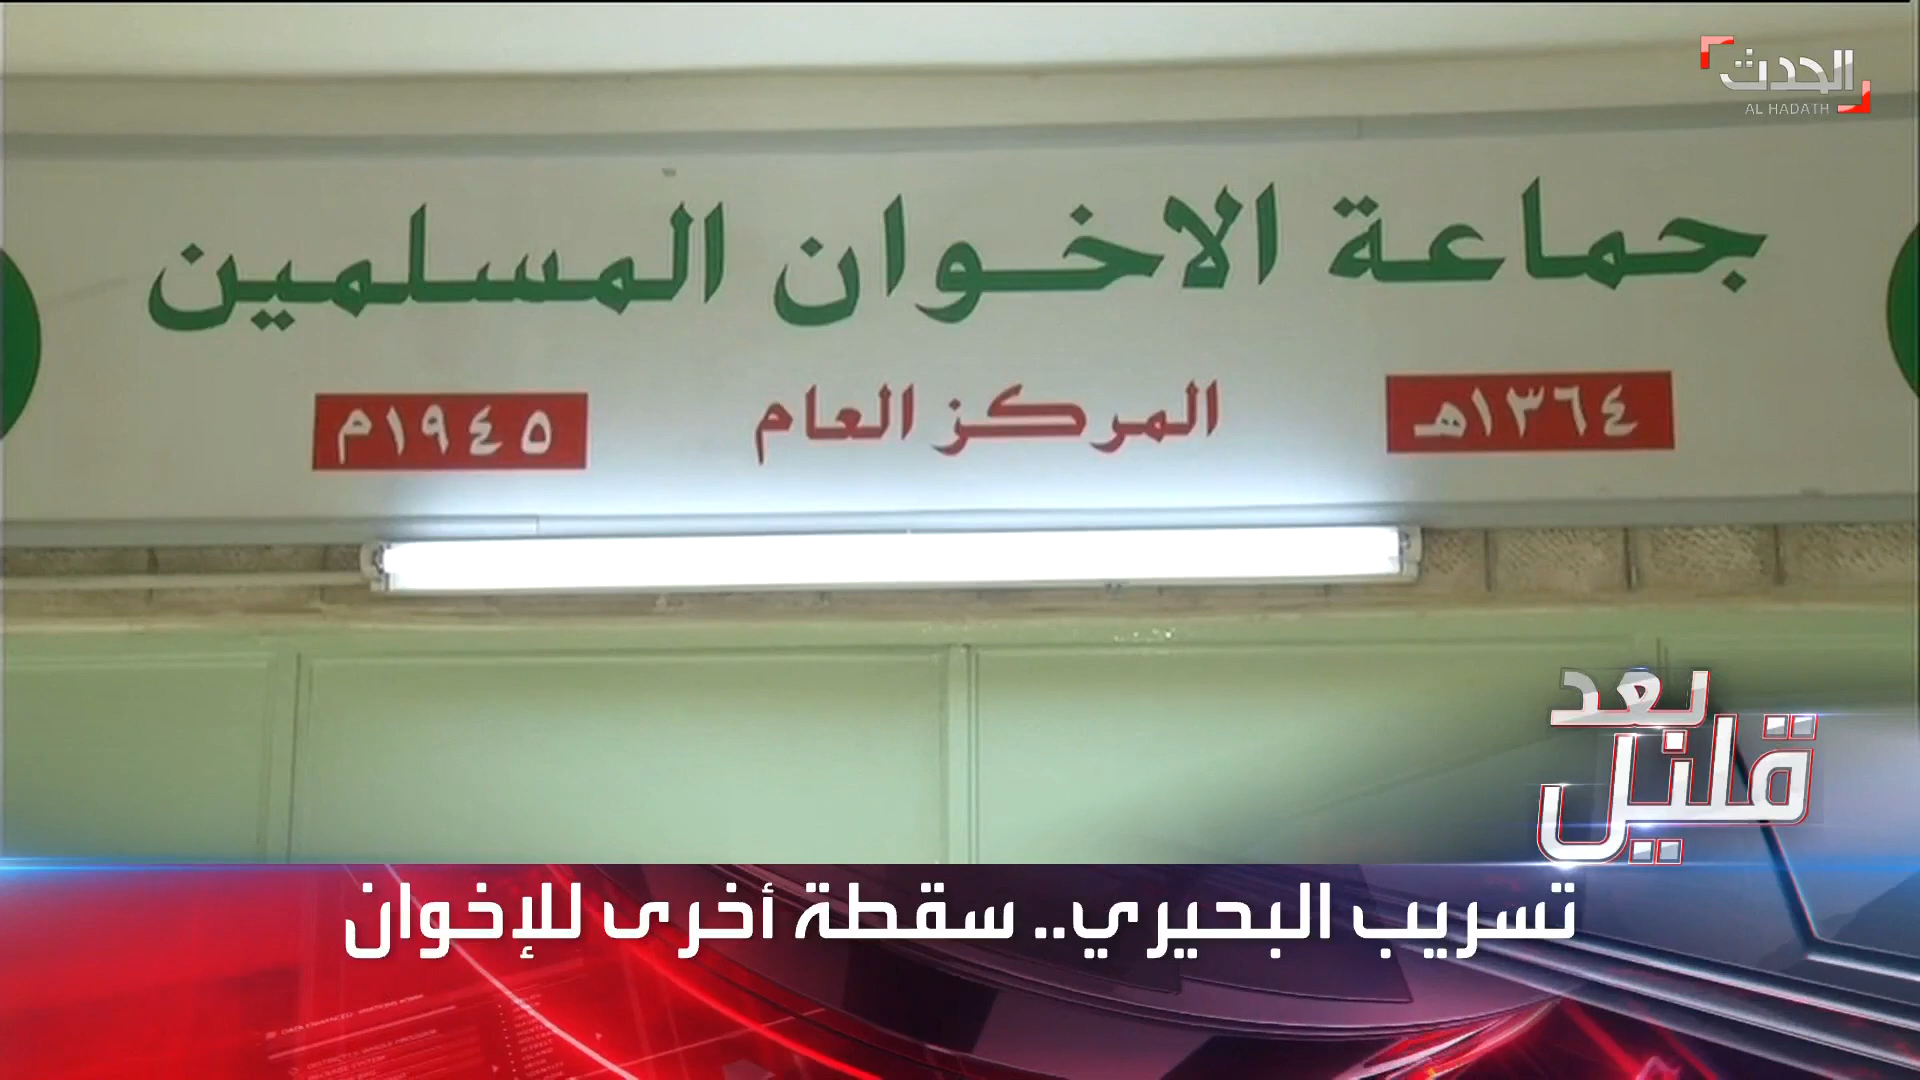 الحدث
AL HADATH
جماعة الاخوان المسلمين
١٣٦٤هـ
المركز العام
١٩٤٥م
بعد
قليل
تسريب البحيري.. سقطة أخرى للإخوان